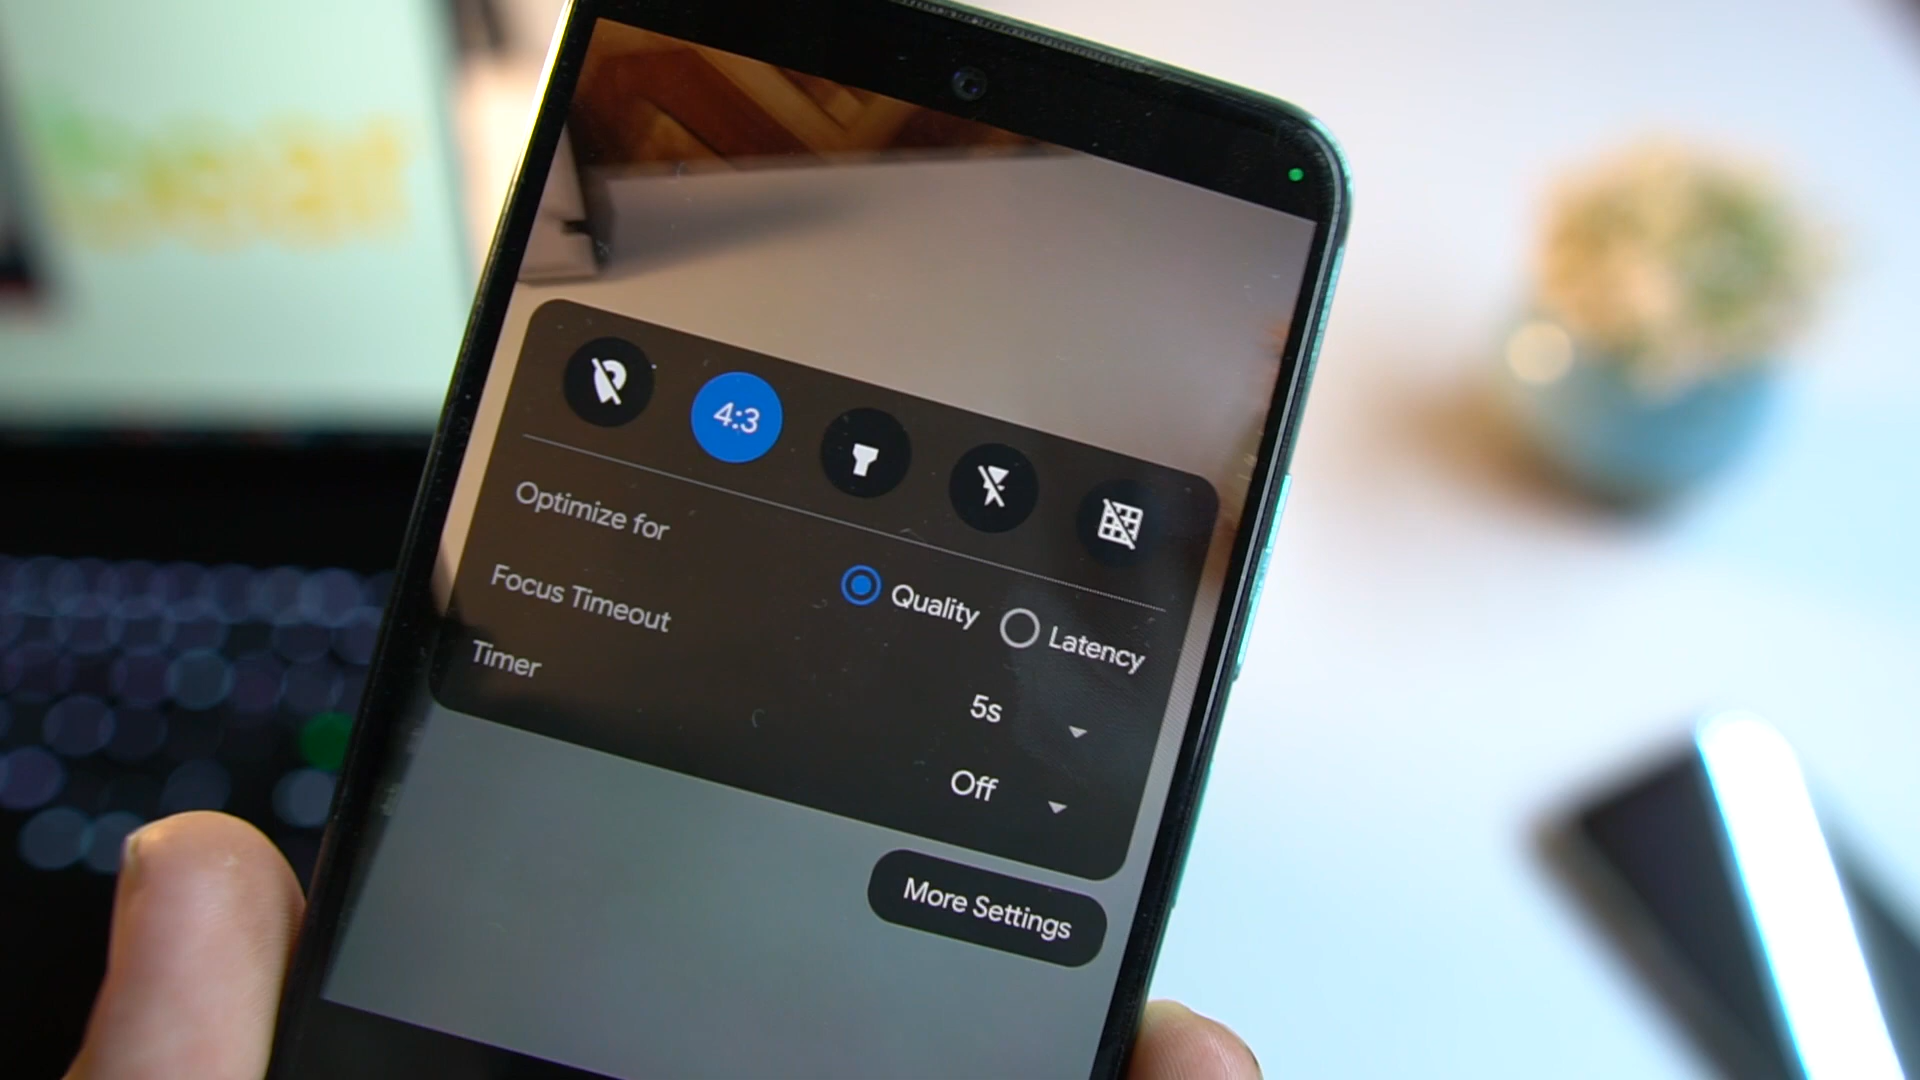 4:3
Optimize for
Quality
Latency
Focus Timeout
5s
Timer
Off
More Settings